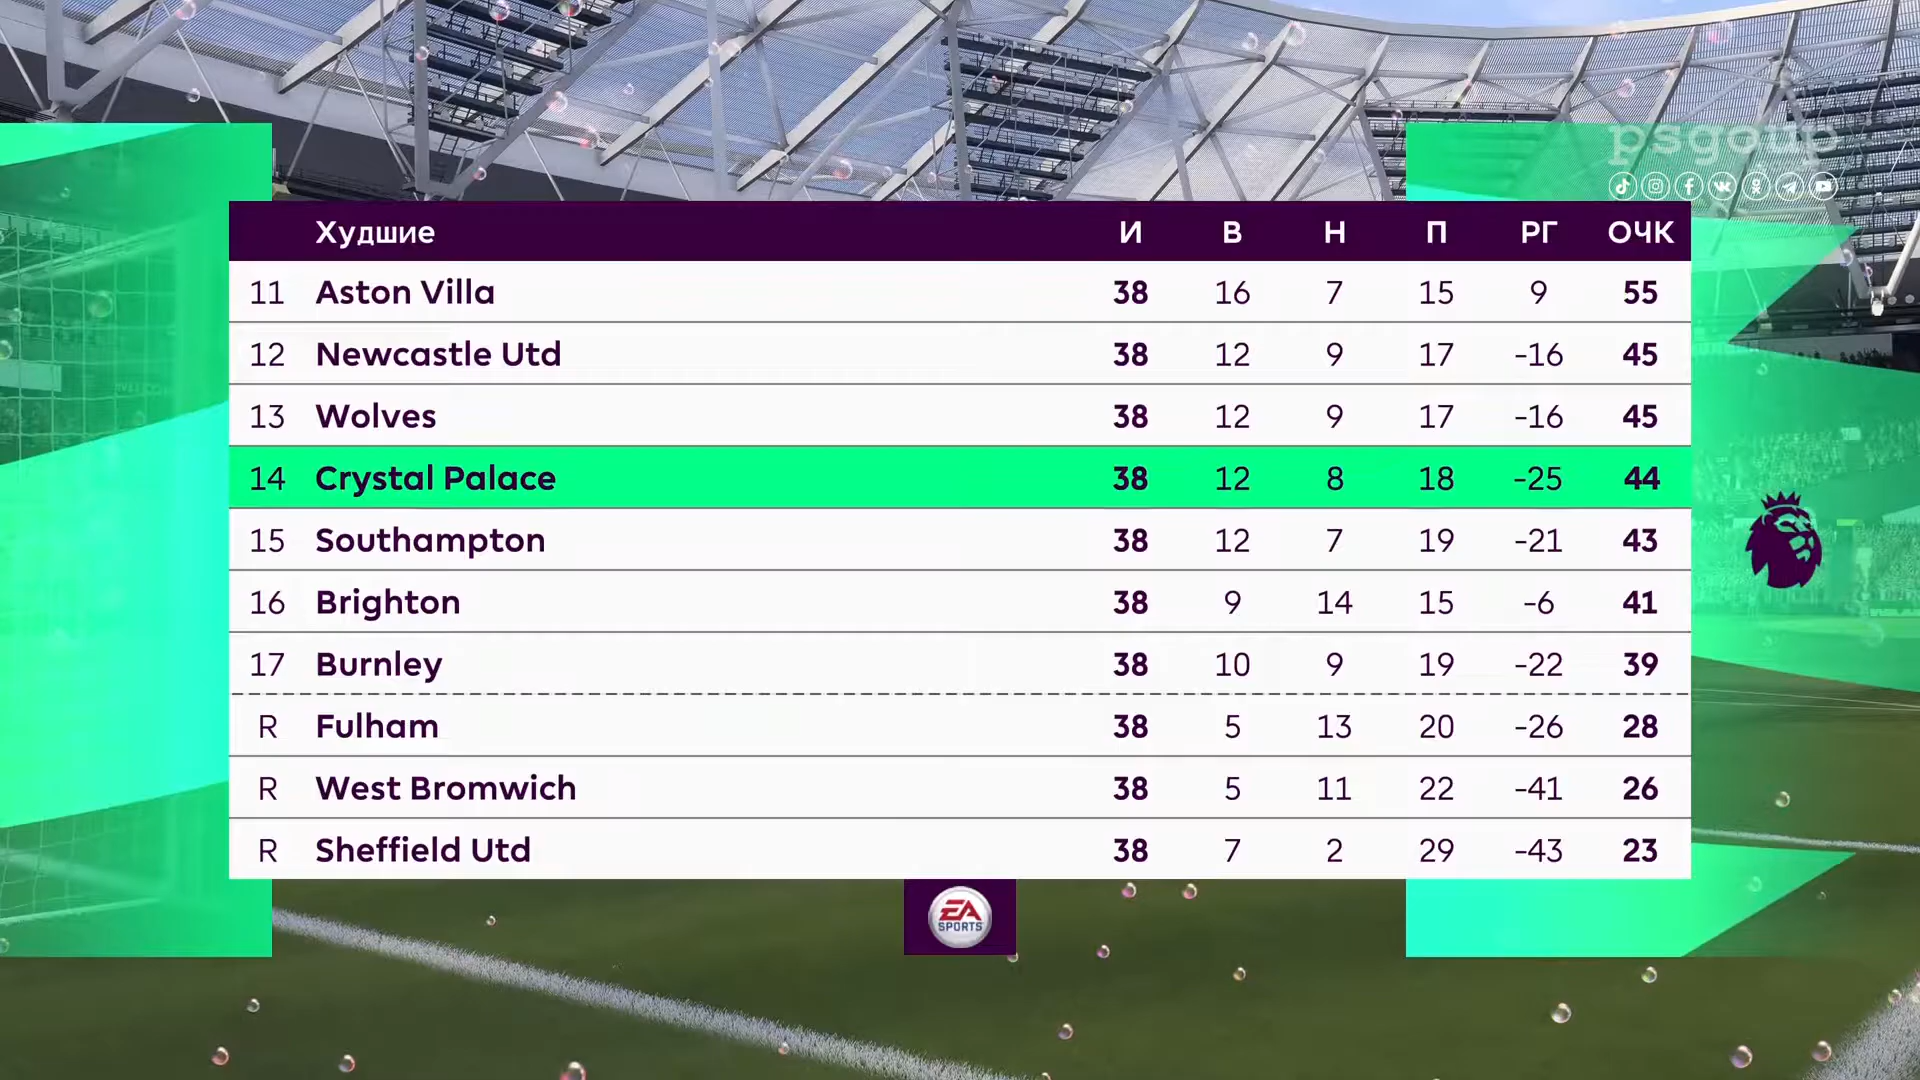 psgoup
Худшие И В Н П РГ ОЧК
11 Aston Villa 38 16 7 15 9 55
12 Newcastle Utd 38 12 9 17 -16 45
13 Wolves 38 12 9 17 -16 45
14 Crystal Palace 38 12 8 18 -25 44
15 Southampton 38 12 7 19 -21 43
16 Brighton 38 9 14 15 -6 41
17 Burnley 38 10 9 19 -22 39
R Fulham 38 5 13 20 -26 28
R West Bromwich 38 5 11 22 -41 26
R Sheffield Utd 38 7 2 29 -43 23
EA
SPORTS